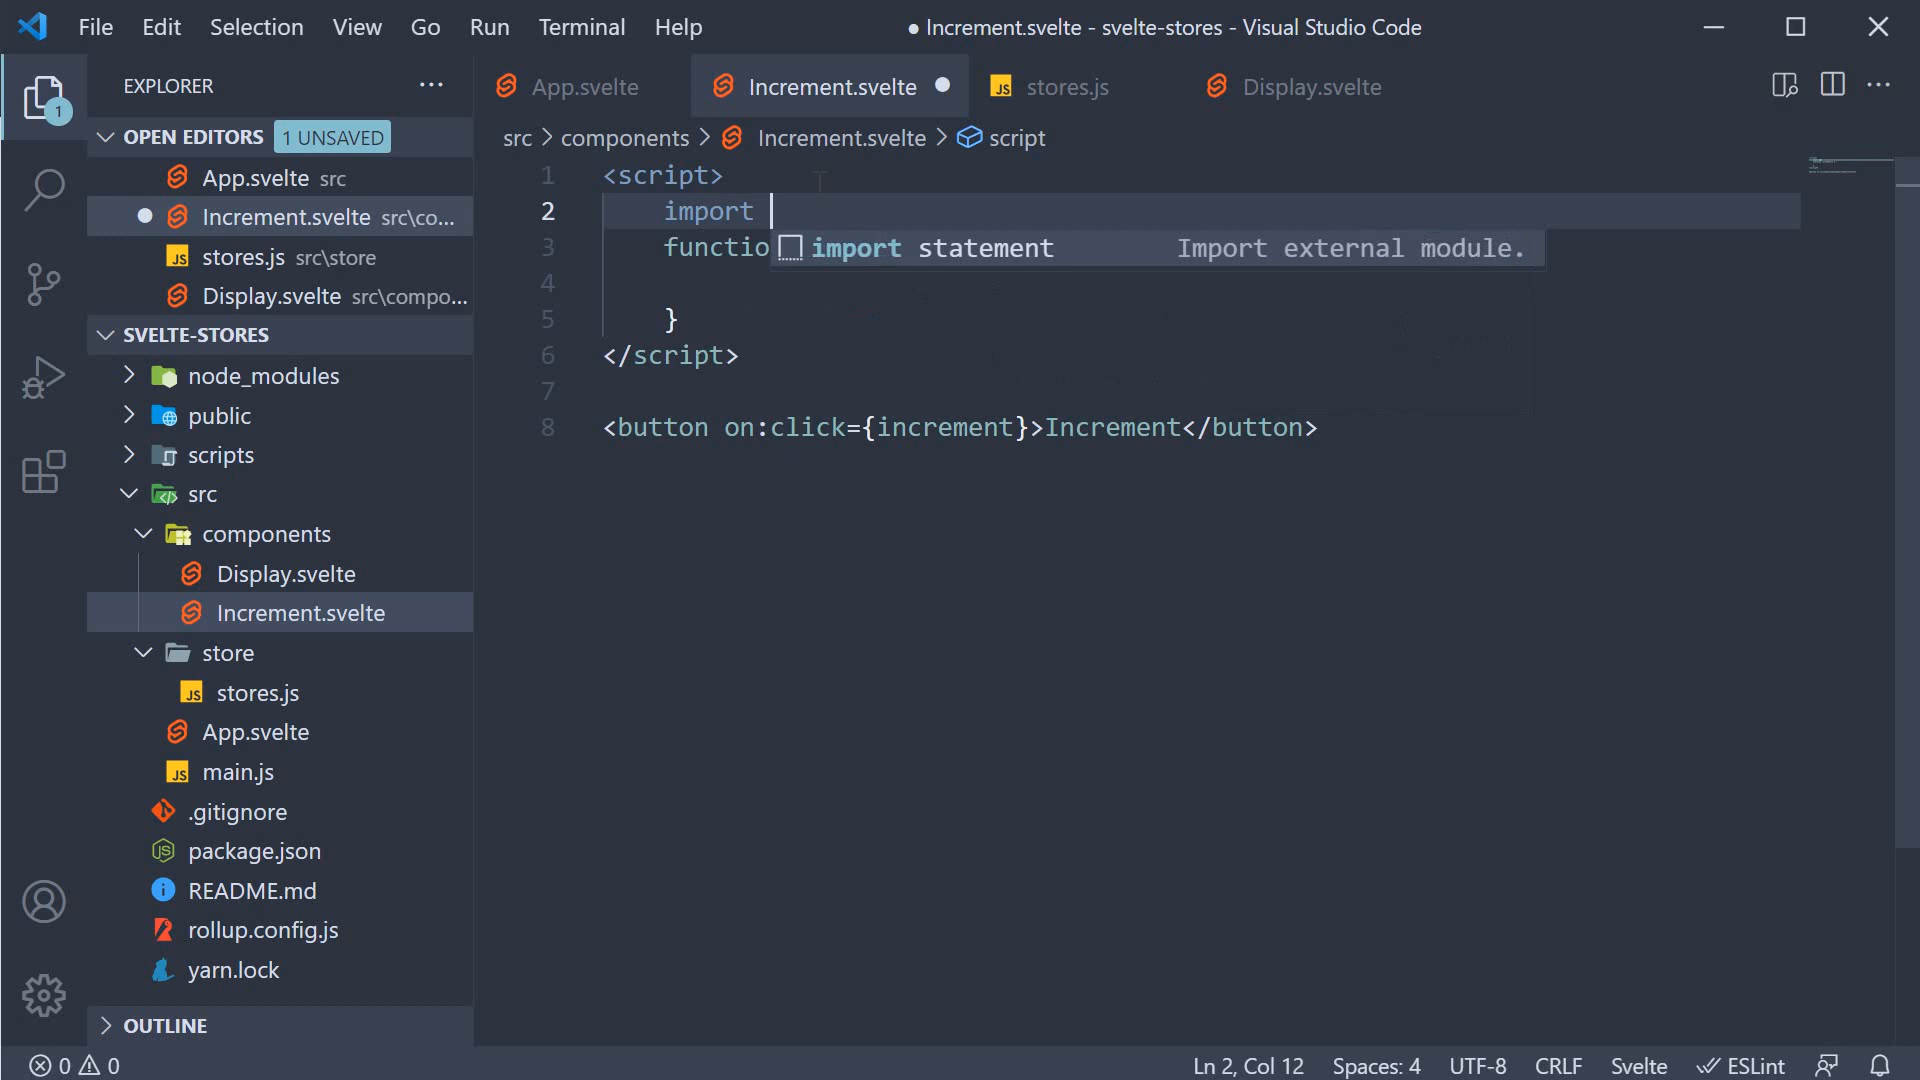 File Edit Selection View Go Run Terminal Help
● Increment.svelte - svelte-stores - Visual Studio Code
EXPLORER
1
OPEN EDITORS 1 UNSAVED
App.svelte src
Increment.svelte src\co...
stores.js src\store
Display.svelte src\compo...
SVELTE-STORES
node_modules
public
scripts
src
components
Display.svelte
Increment.svelte
store
stores.js
App.svelte
main.js
.gitignore
package.json
README.md
rollup.config.js
yarn.lock
OUTLINE
App.svelte Increment.svelte stores.js Display.svelte
src > components > Increment.svelte > script
1 <script>
2 import
3 functio
import statement Import external module.
4
5 }
6 </script>
7
8 <button on:click={increment}>Increment</button>
0 0
Ln 2, Col 12 Spaces: 4 UTF-8 CRLF Svelte ESLint